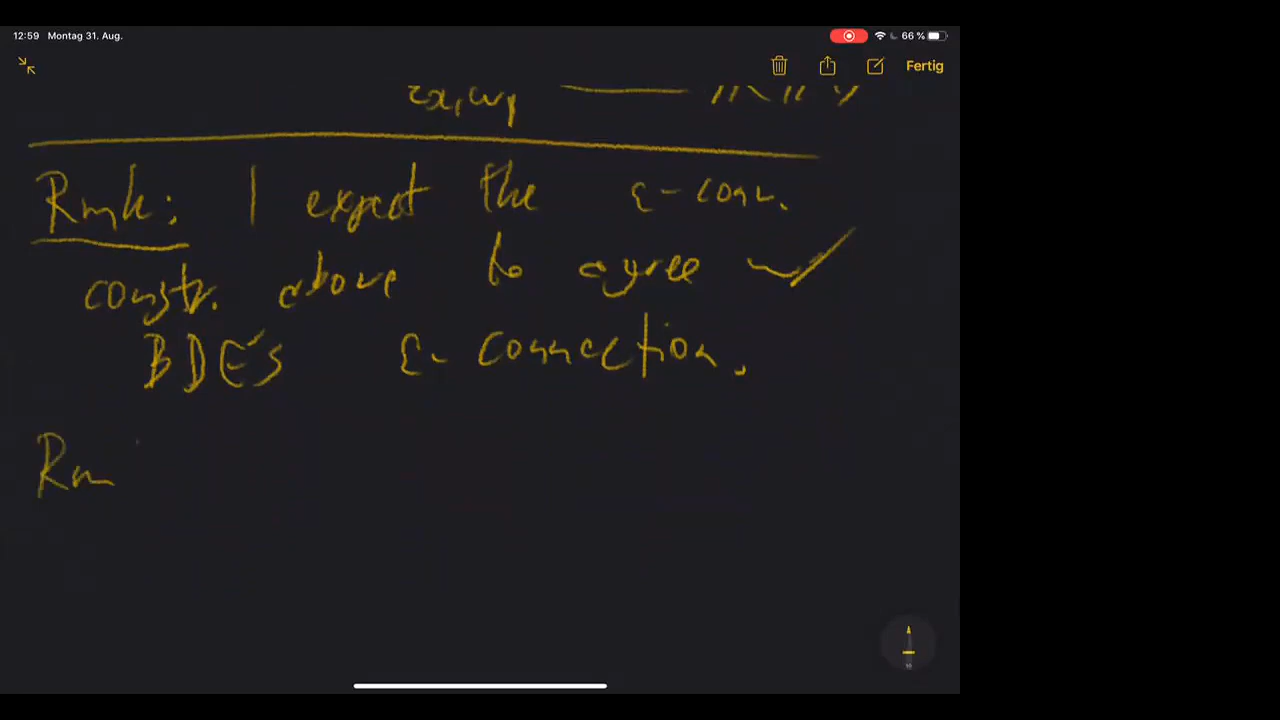 12:59 Montag 31. Aug. 66 %
Fertig
Rmk: I expect the ε-conn.
constr. above to agree
BDE's ε-connection.
Rm